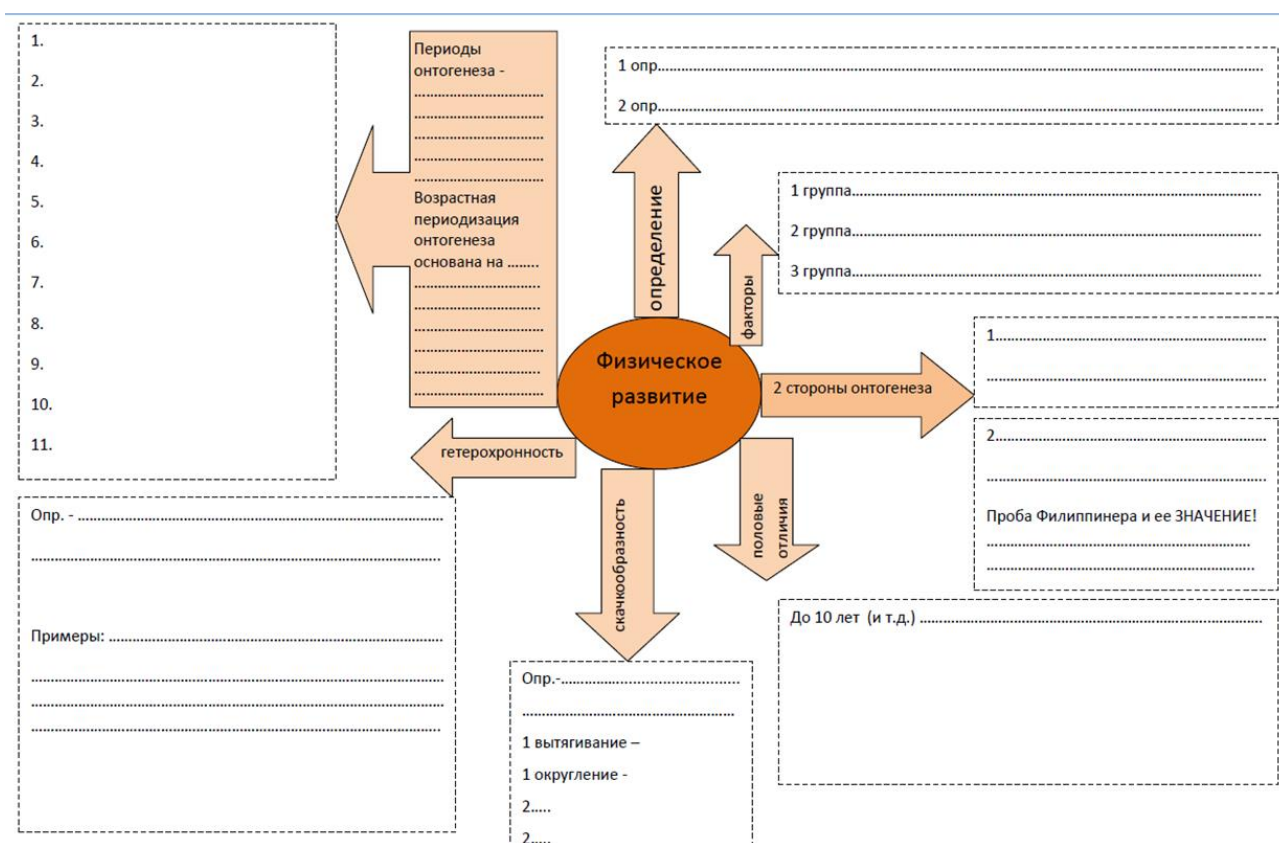 1.
2.
3.
4.
5.
6.
7.
8.
9.
10.
11.
Периоды
онтогенеза -
..............................
..............................
..............................
..............................
..............................
Возрастная
периодизация
онтогенеза
основана на ........
..............................
..............................
..............................
..............................
..............................
..............................
1 опр.....................................................................
2 опр.....................................................................
определение
1 группа.....................................................................
2 группа.....................................................................
3 группа.....................................................................
факторы
Физическое
развитие
2 стороны онтогенеза
1.....................................................................
.....................................................................
2.....................................................................
.....................................................................
Проба Филиппинера и ее ЗНАЧЕНИЕ!
.....................................................................
.....................................................................
гетерохронность
Опр. - .....................................................................
.....................................................................
Примеры: .....................................................................
.....................................................................
.....................................................................
.....................................................................
скачкообразность
Опр.-..................................................
..................................................
1 вытягивание –
1 округление -
2.....
2.....
половые
отличия
До 10 лет (и т.д.) .....................................................................